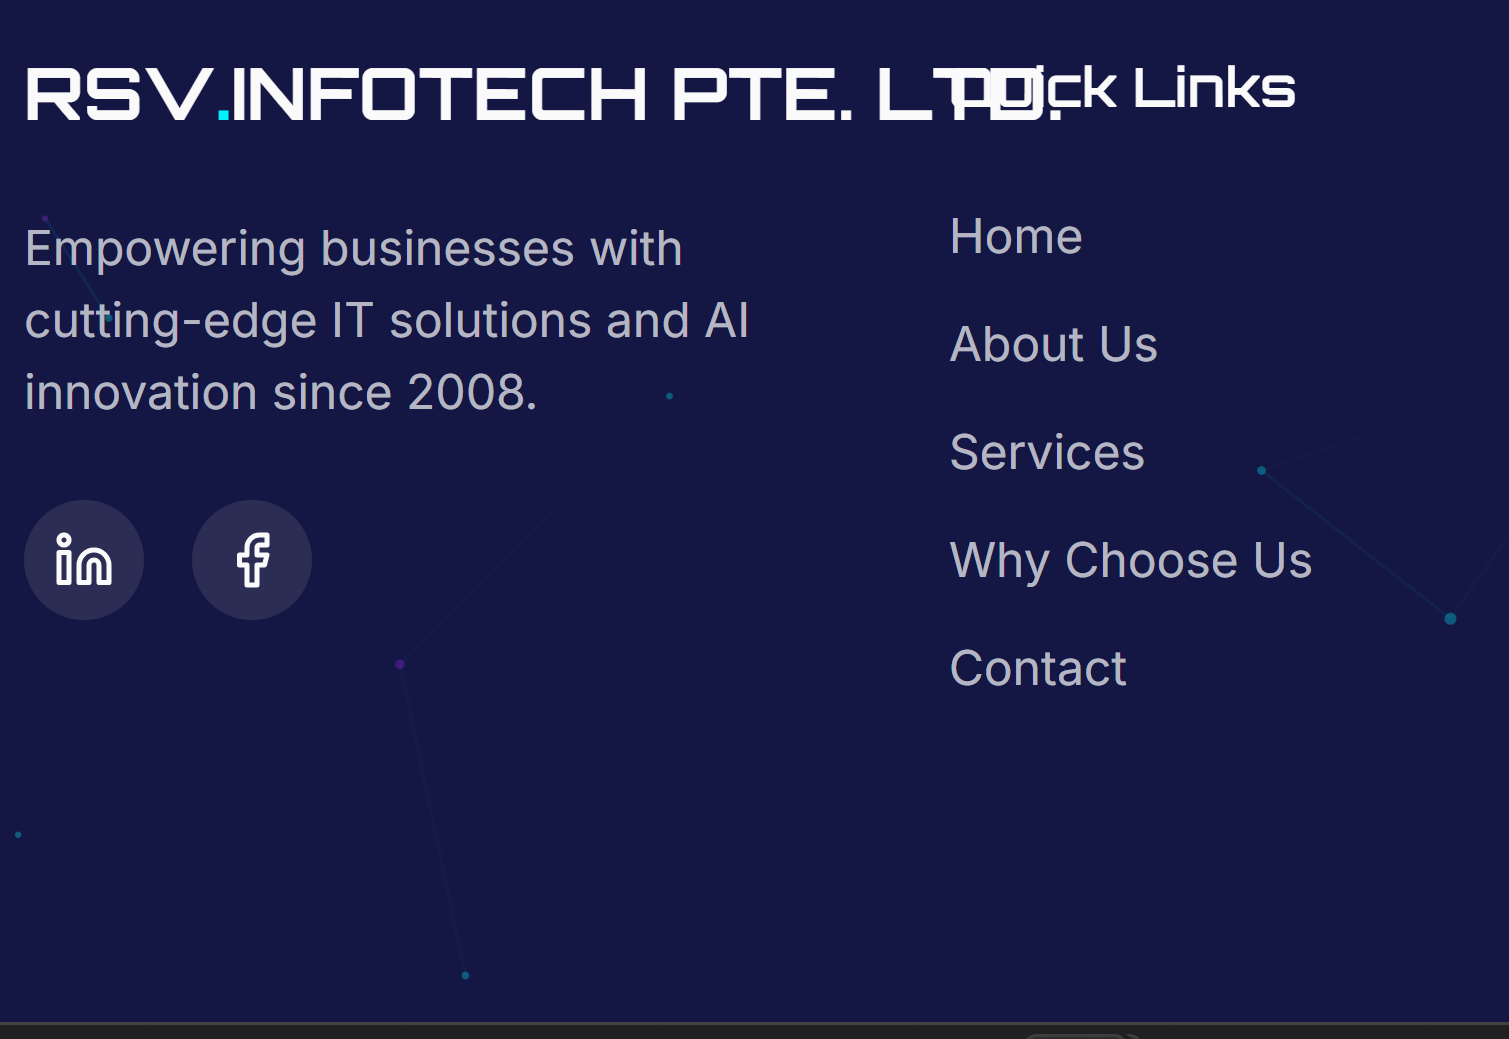 RSV.INFOTECH PTE. LTD.
Quick Links
Empowering businesses with
cutting-edge IT solutions and AI
innovation since 2008.
Home
About Us
Services
Why Choose Us
Contact